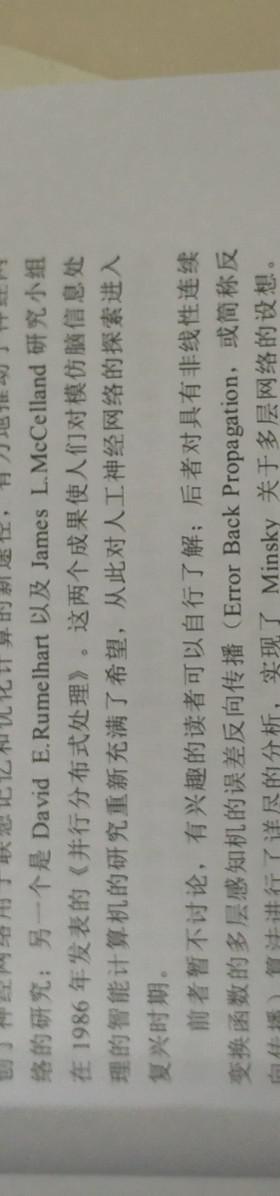 创了神经网络用于联想记忆和优化计算的新途径，有力地推动了神经网
络的研究；另一个是 David E.Rumelhart 以及 James L.McCelland 研究小组
在 1986 年发表的《并行分布式处理》。这两个成果使人们对模仿脑信息处
理的智能计算机的研究重新充满了希望，从此对人工神经网络的探索进入
复兴时期。
前者暂不讨论，有兴趣的读者可以自行了解；后者对具有非线性连续
变换函数的多层感知机的误差反向传播（Error Back Propagation，或简称反
向传播）算法进行了详尽的分析，实现了 Minsky 关于多层网络的设想。